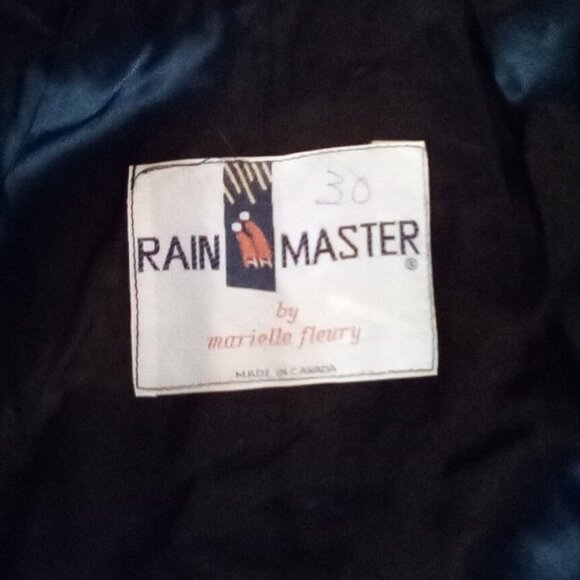 30
RAIN MASTER ®
by
marielle fleury
MADE IN CANADA